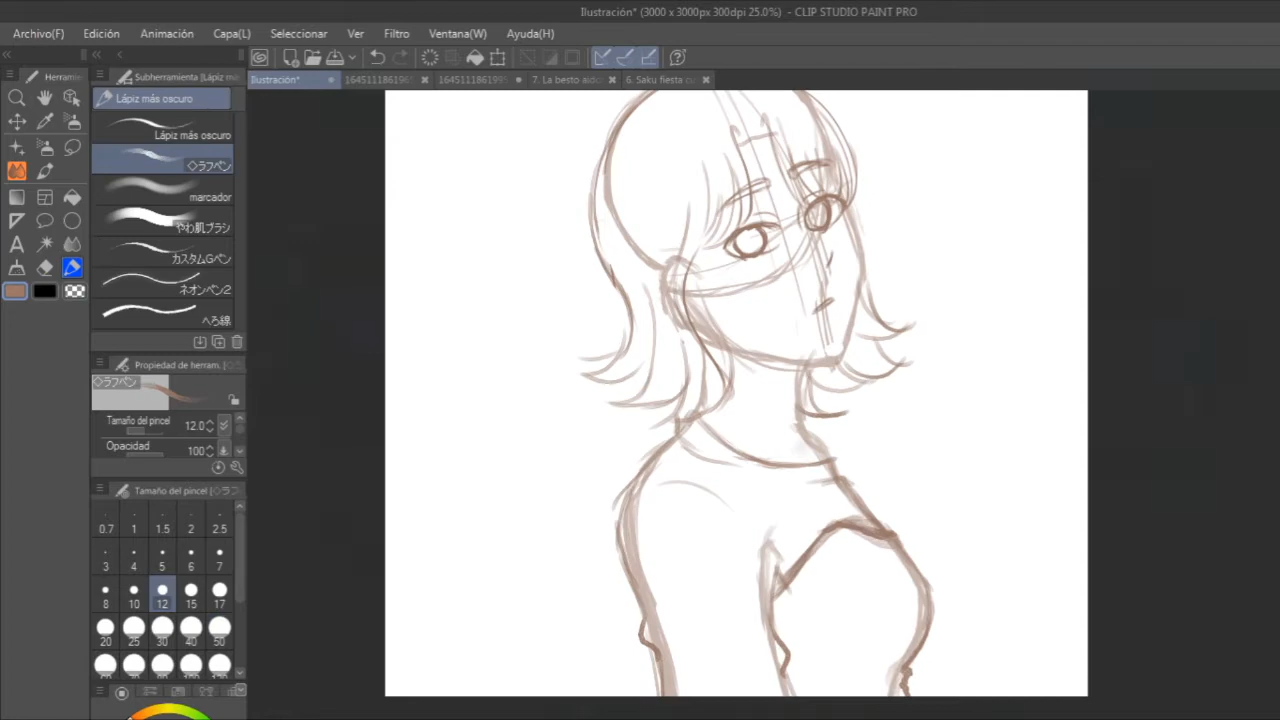 Ilustración* (3000 x 3000px 300dpi 25.0%) - CLIP STUDIO PAINT PRO
Archivo(F) Edición Animación Capa(L) Seleccionar Ver Filtro Ventana(W) Ayuda(H)
Herramie Subherramienta [Lápiz má
Ilustración* 7. La besto 6. Saku fiesta
Lápiz más oscuro
Lápiz más oscuro
◇ラフペン
marcador
やわ肌ブラシ
カスタムGペン
ネオンペン2
へろ線
Propiedad de herram.
◇ラフペン
Tamaño del pincel 12.0
Opacidad 100
Tamaño del pincel [◇ラフ
0.7 1 1.5 2 2.5
3 4 5 6 7
8 10 12 15 17
20 25 30 40 50